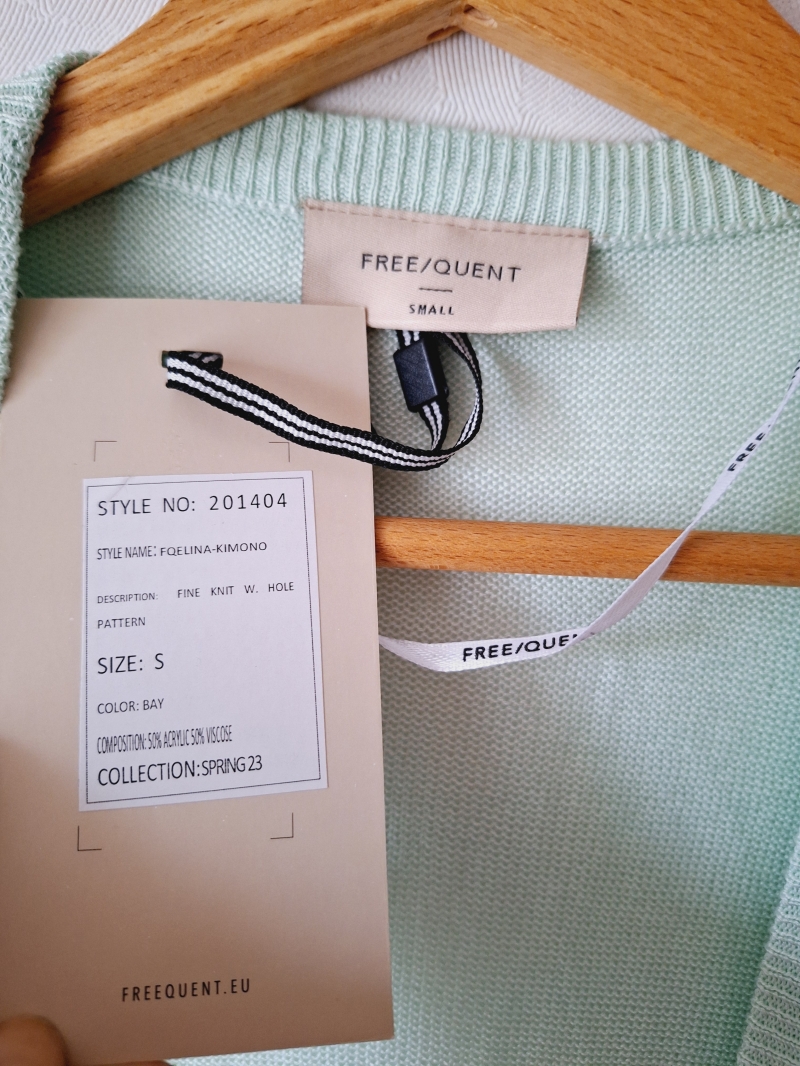 FREE/QUENT
SMALL
STYLE NO: 201404
STYLE NAME: FQELINA-KIMONO
DESCRIPTION: FINE KNIT W. HOLE
PATTERN
SIZE: S
COLOR: BAY
COMPOSITION: 50% ACRYLIC 50% VISCOSE
COLLECTION: SPRING 23
FREEQUENT.EU
FREE
FREE/QUEN